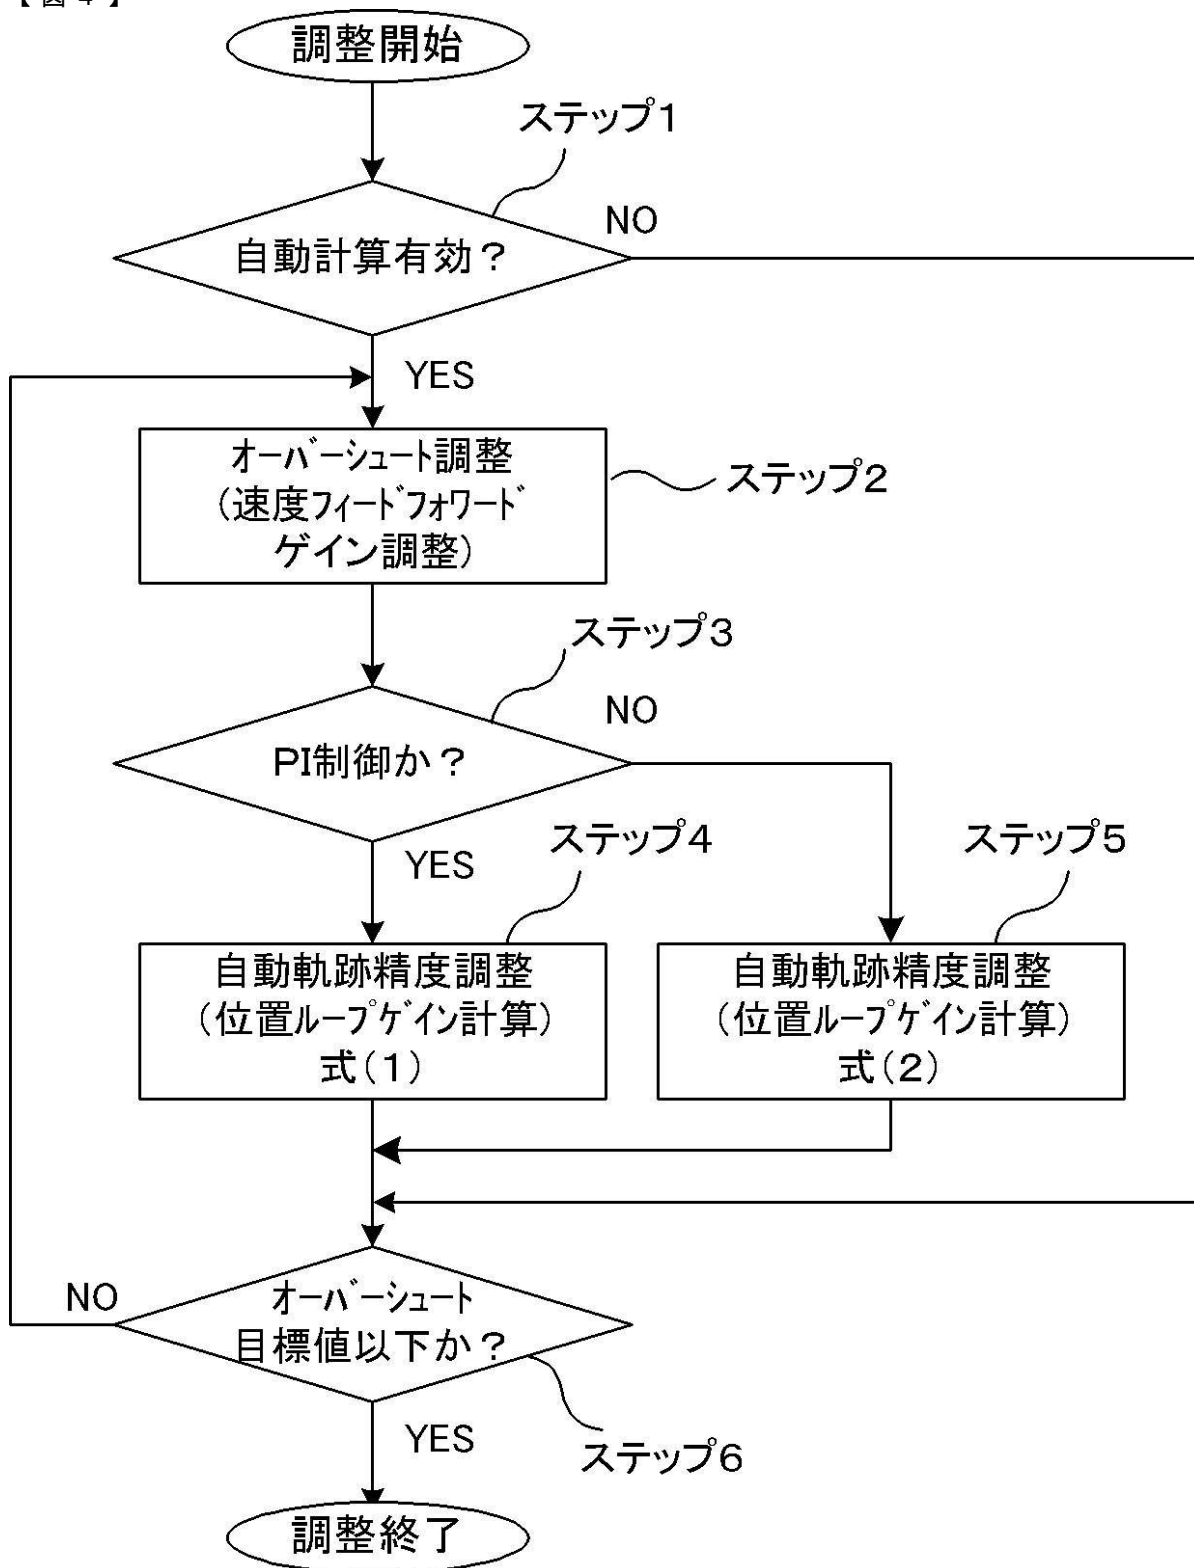 【図4】
調整開始
ステップ1
NO
自動計算有効？
YES
オーバーシュート調整
(速度フィードフォワード
ゲイン調整)
ステップ2
ステップ3
NO
PI制御か？
YES
ステップ4
ステップ5
自動軌跡精度調整
(位置ループゲイン計算)
式(1)
自動軌跡精度調整
(位置ループゲイン計算)
式(2)
NO
オーバーシュート
目標値以下か？
YES
ステップ6
調整終了